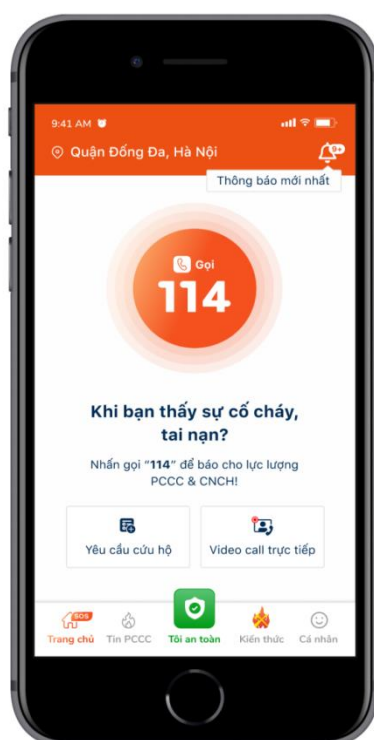 9:41 AM
Quận Đống Đa, Hà Nội
9+
Thông báo mới nhất
Gọi
114
Khi bạn thấy sự cố cháy,
tai nạn?
Nhấn gọi “114” để báo cho lực lượng
PCCC & CNCH!
Yêu cầu cứu hộ
Video call trực tiếp
SOS
Trang chủ
Tin PCCC
Tôi an toàn
Kiến thức
Cá nhân